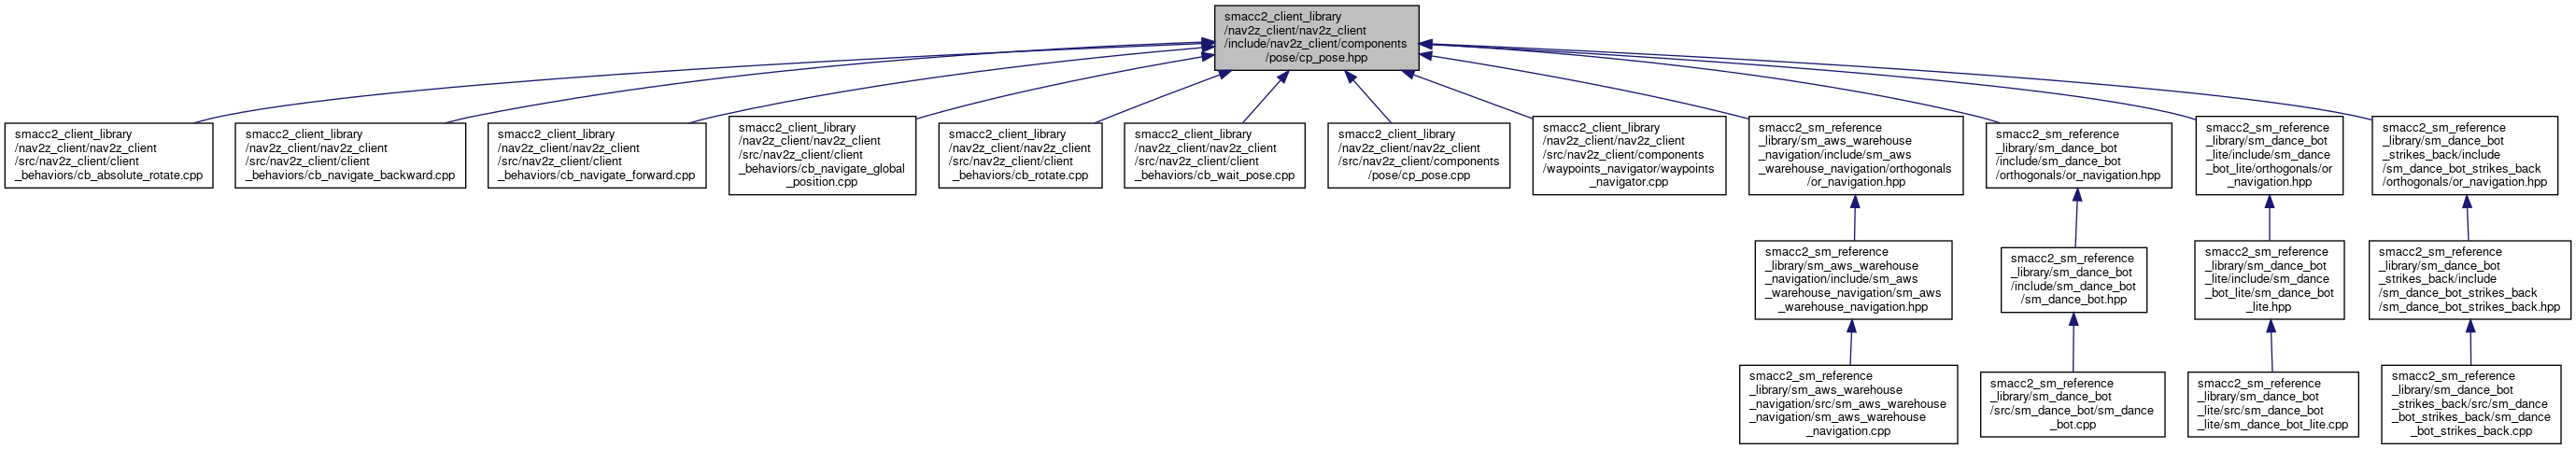 smacc2_client_library
/nav2z_client/nav2z_client
/include/nav2z_client/components
/pose/cp_pose.hpp
smacc2_client_library
/nav2z_client/nav2z_client
/src/nav2z_client/client
_behaviors/cb_absolute_rotate.cpp
smacc2_client_library
/nav2z_client/nav2z_client
/src/nav2z_client/client
_behaviors/cb_navigate_backward.cpp
smacc2_client_library
/nav2z_client/nav2z_client
/src/nav2z_client/client
_behaviors/cb_navigate_forward.cpp
smacc2_client_library
/nav2z_client/nav2z_client
/src/nav2z_client/client
_behaviors/cb_navigate_global
_position.cpp
smacc2_client_library
/nav2z_client/nav2z_client
/src/nav2z_client/client
_behaviors/cb_rotate.cpp
smacc2_client_library
/nav2z_client/nav2z_client
/src/nav2z_client/client
_behaviors/cb_wait_pose.cpp
smacc2_client_library
/nav2z_client/nav2z_client
/src/nav2z_client/components
/pose/cp_pose.cpp
smacc2_client_library
/nav2z_client/nav2z_client
/src/nav2z_client/components
/waypoints_navigator/waypoints
_navigator.cpp
smacc2_sm_reference
_library/sm_aws_warehouse
_navigation/include/sm_aws
_warehouse_navigation/orthogonals
/or_navigation.hpp
smacc2_sm_reference
_library/sm_dance_bot
/include/sm_dance_bot
/orthogonals/or_navigation.hpp
smacc2_sm_reference
_library/sm_dance_bot
_lite/include/sm_dance
_bot_lite/orthogonals/or
_navigation.hpp
smacc2_sm_reference
_library/sm_dance_bot
_strikes_back/include
/sm_dance_bot_strikes_back
/orthogonals/or_navigation.hpp
smacc2_sm_reference
_library/sm_aws_warehouse
_navigation/include/sm_aws
_warehouse_navigation/sm_aws
_warehouse_navigation.hpp
smacc2_sm_reference
_library/sm_dance_bot
/include/sm_dance_bot
/sm_dance_bot.hpp
smacc2_sm_reference
_library/sm_dance_bot
_lite/include/sm_dance
_bot_lite/sm_dance_bot
_lite.hpp
smacc2_sm_reference
_library/sm_dance_bot
_strikes_back/include
/sm_dance_bot_strikes_back
/sm_dance_bot_strikes_back.hpp
smacc2_sm_reference
_library/sm_aws_warehouse
_navigation/src/sm_aws_warehouse
_navigation/sm_aws_warehouse
_navigation.cpp
smacc2_sm_reference
_library/sm_dance_bot
/src/sm_dance_bot/sm_dance
_bot.cpp
smacc2_sm_reference
_library/sm_dance_bot
_lite/src/sm_dance_bot
_lite/sm_dance_bot_lite.cpp
smacc2_sm_reference
_library/sm_dance_bot
_strikes_back/src/sm_dance
_bot_strikes_back/sm_dance
_bot_strikes_back.cpp